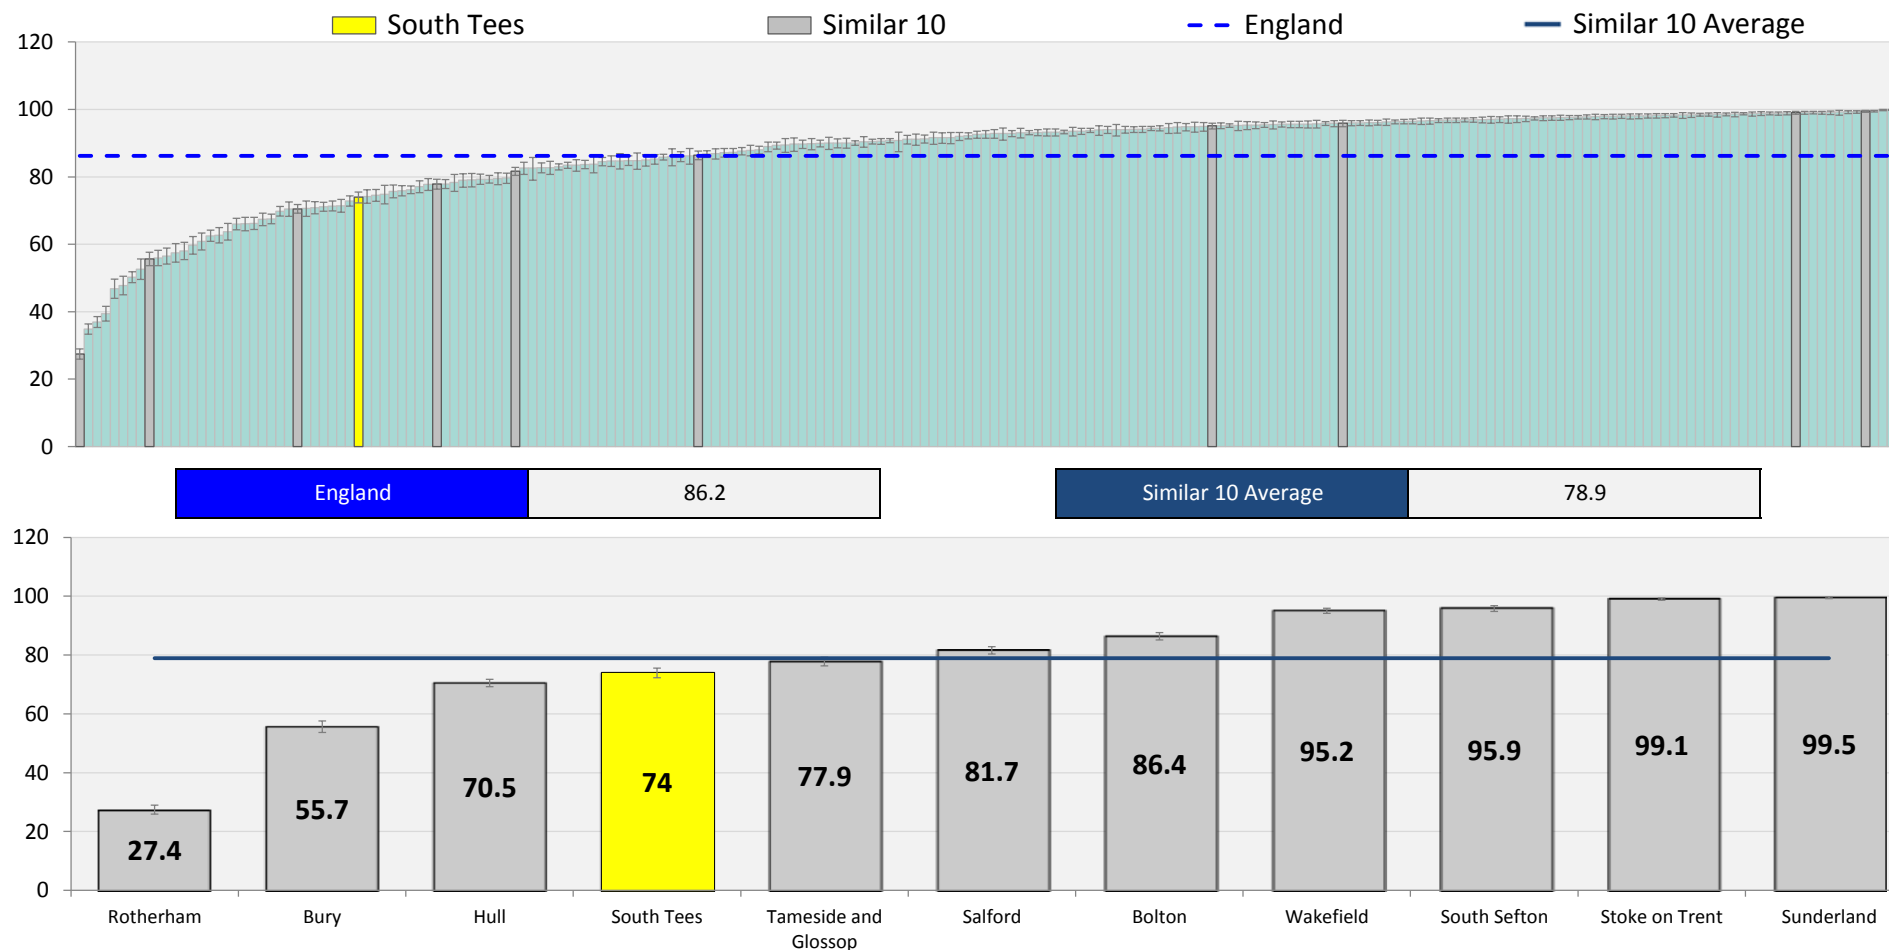 South Tees
Similar 10
England
Similar 10 Average
120
100
80
60
40
20
0
England
86.2
Similar 10 Average
78.9
120
100
80
60
40
20
0
27.4
55.7
70.5
74
77.9
81.7
86.4
95.2
95.9
99.1
99.5
Rotherham
Bury
Hull
South Tees
Tameside and
Glossop
Salford
Bolton
Wakefield
South Sefton
Stoke on Trent
Sunderland